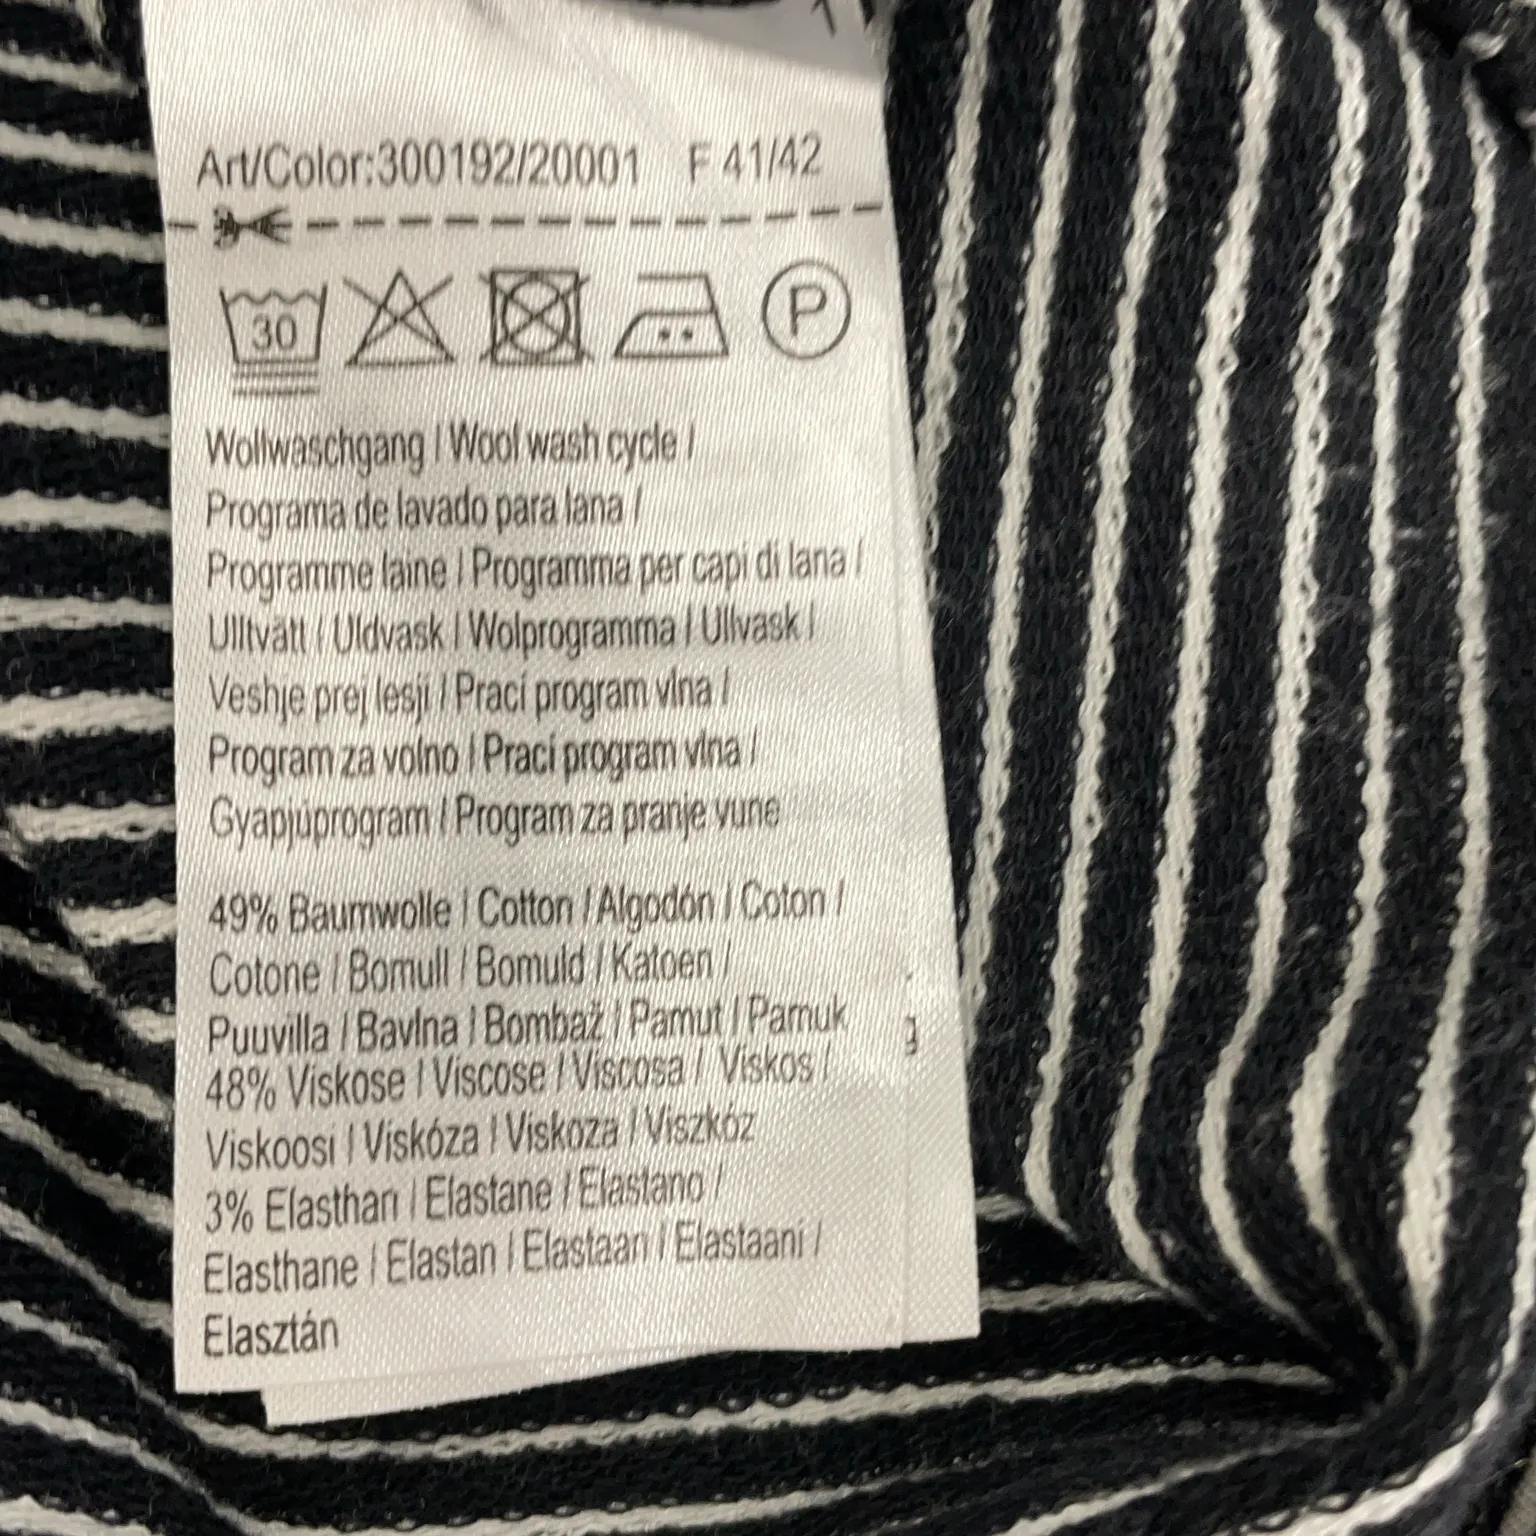 Art/Color:300192/20001 F 41/42
30 P
Wollwaschgang / Wool wash cycle /
Programa de lavado para lana /
Programme laine / Programma per capi di lana /
Ulltvätt / Uldvask / Wolprogramma / Ullvask /
Veshje prej lesji / Prací program vlna /
Program za volno / Prací program vlna /
Gyapjúprogram / Program za pranje vune
49% Baumwolle / Cotton / Algodón / Coton /
Cotone / Bomull / Bomuld / Katoen /
Puuvilla / Bavlna / Bombaž / Pamut / Pamuk
48% Viskose / Viscose / Viscosa / Viskos /
Viskoosi / Viskóza / Viskoza / Viszkóz
3% Elasthan / Elastane / Elastano /
Elasthane / Elastan / Elastaan / Elastaani /
Elasztán